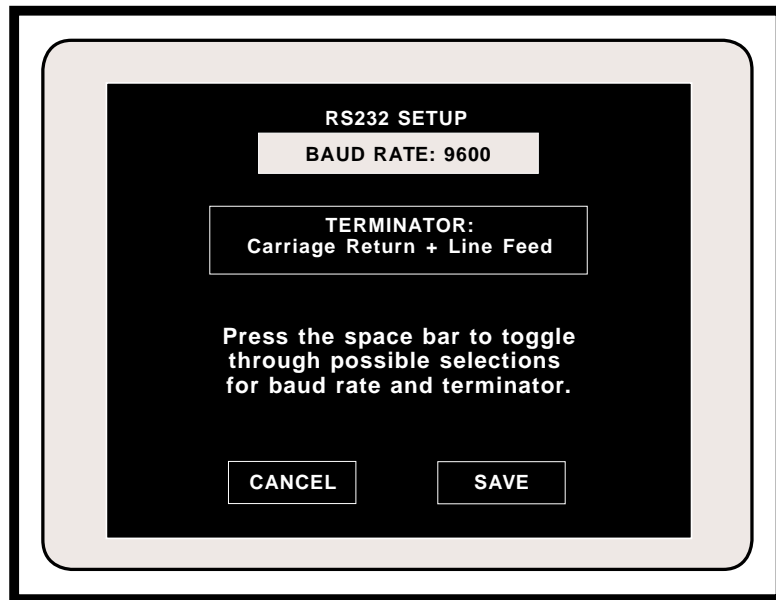 RS232 SETUP
BAUD RATE: 9600
TERMINATOR:
Carriage Return + Line Feed
Press the space bar to toggle
through possible selections
for baud rate and terminator.
CANCEL
SAVE